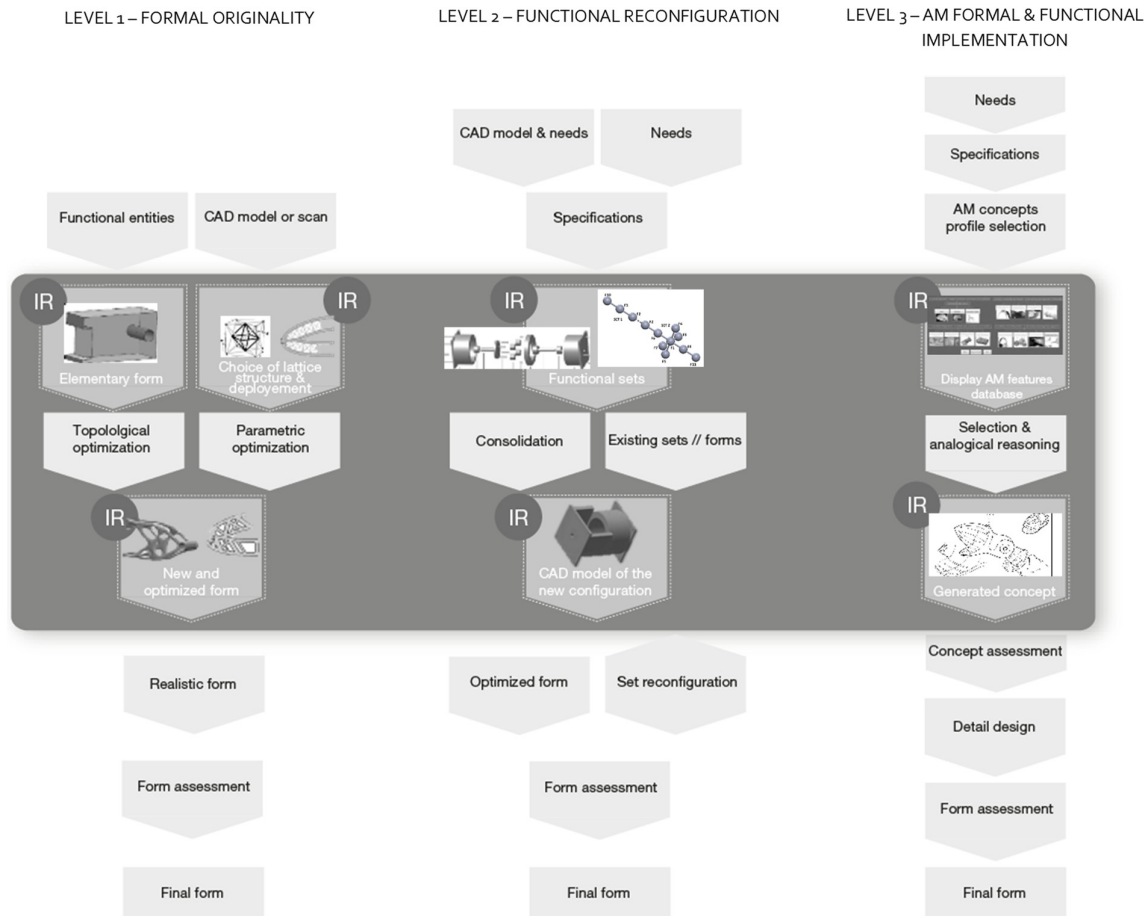 LEVEL 1 – FORMAL ORIGINALITY
LEVEL 2 – FUNCTIONAL RECONFIGURATION
LEVEL 3 – AM FORMAL & FUNCTIONAL
IMPLEMENTATION
Functional entities
CAD model or scan
IR
IR
Elementary form
Choice of lattice
structure &
deployement
Topololgical
optimization
Parametric
optimization
IR
New and
optimized form
Realistic form
Form assessment
Final form
CAD model & needs
Needs
Specifications
IR
Functional sets
Consolidation
Existing sets // forms
IR
CAD model of the
new configuration
Optimized form
Set reconfiguration
Form assessment
Final form
Needs
Specifications
AM concepts
profile selection
IR
Display AM features
database
Selection &
analogical reasoning
IR
Generated concept
Concept assessment
Detail design
Form assessment
Final form